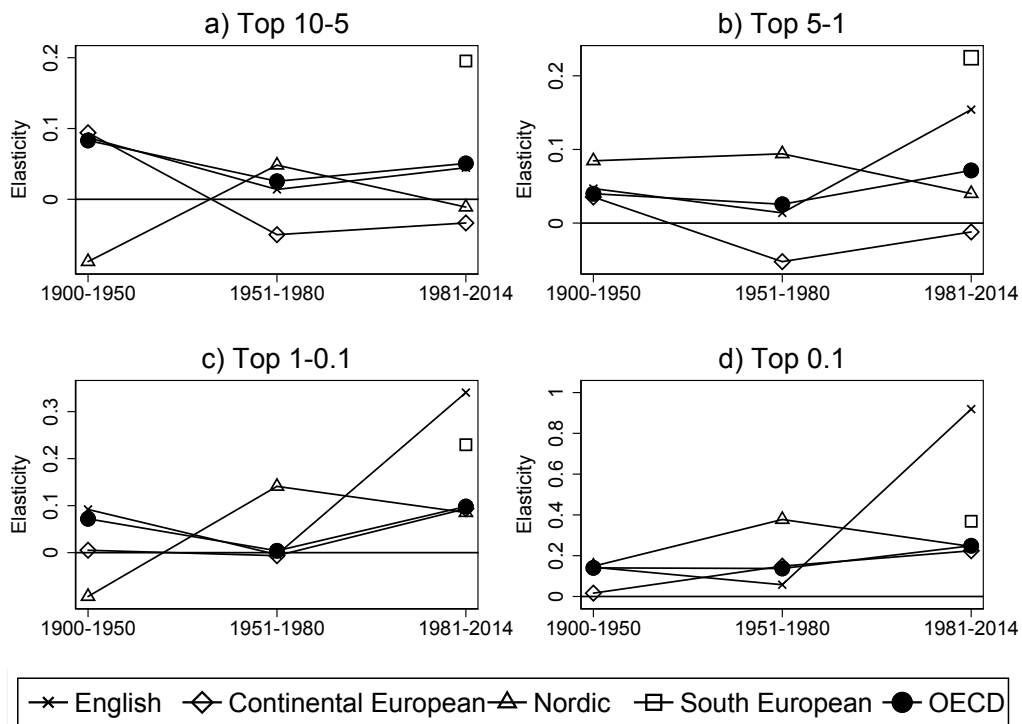 a) Top 10-5
Elasticity
0.2
0.1
0
1900-1950 1951-1980 1981-2014
b) Top 5-1
Elasticity
0.2
0.1
0
1900-1950 1951-1980 1981-2014
c) Top 1-0.1
Elasticity
0.3
0.2
0.1
0
1900-1950 1951-1980 1981-2014
d) Top 0.1
Elasticity
1
0.8
0.6
0.4
0.2
0
1900-1950 1951-1980 1981-2014
English Continental European Nordic South European OECD